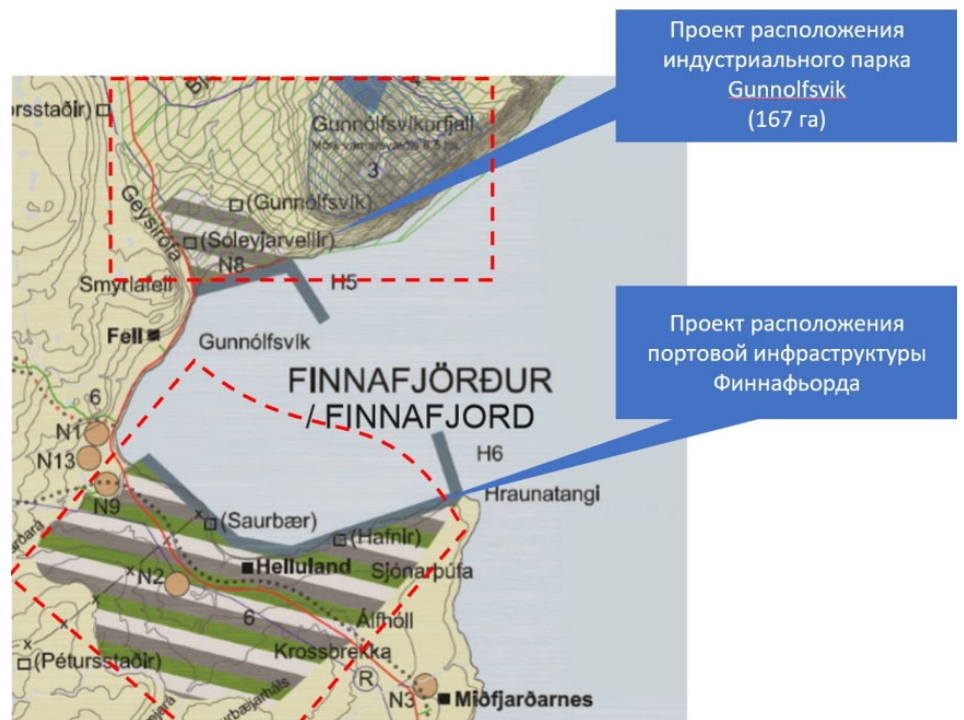 Проект расположения
индустриального парка
Gunnolfsvik
(167 га)
Gunnólfsvíkurfjall
3
(Gunnólfsvík)
Geysirófa
(Sóleyjarvellir)
N8
Smyrlafell
H5
Fell
Gunnólfsvík
Проект расположения
портовой инфраструктуры
Финнафьорда
FINNAFJÖRÐUR
/ FINNAFJORD
6
N1
N13
H6
Hraunatangi
N9
(Saurbær)
(Hafnir)
Helluland
Sjónarþúfa
N2
6
Álfhóll
Krossbrekka
(Pétursstaðir)
R
N3
Miðfjarðarnes